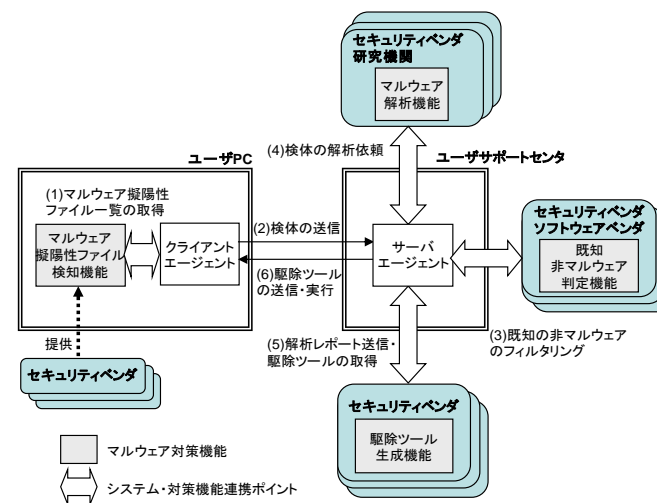 セキュリティベンダ
研究機関
マルウェア
解析機能
(4)検体の解析依頼
ユーザPC
ユーザサポートセンタ
(1)マルウェア擬陽性
ファイル一覧の取得
マルウェア
擬陽性ファイル
検知機能
クライアント
エージェント
(2)検体の送信
(6)駆除ツール
の送信・実行
サーバ
エージェント
セキュリティベンダ
ソフトウェアベンダ
既知
非マルウェア
判定機能
(3)既知の非マルウェア
のフィルタリング
提供
セキュリティベンダ
(5)解析レポート送信・
駆除ツールの取得
セキュリティベンダ
駆除ツール
生成機能
マルウェア対策機能
システム・対策機能連携ポイント